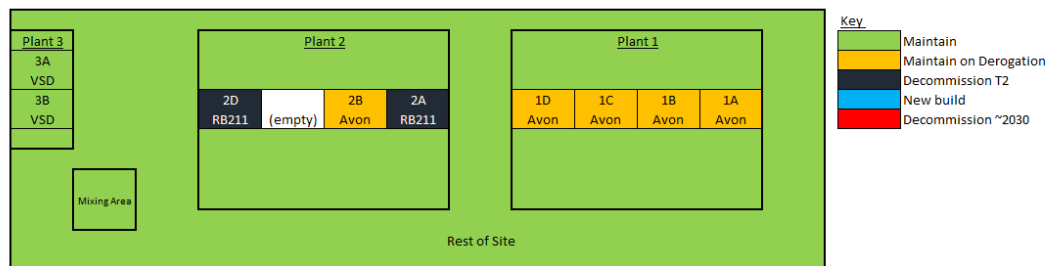 Key
Plant 3
Plant 2
Plant 1
Maintain
3A
VSD
Maintain on Derogation
Decommission T2
3B
VSD
2D
RB211
(empty)
2B
Avon
2A
RB211
1D
Avon
1C
Avon
1B
Avon
1A
Avon
New build
Decommission ~2030
Mixing Area
Rest of Site